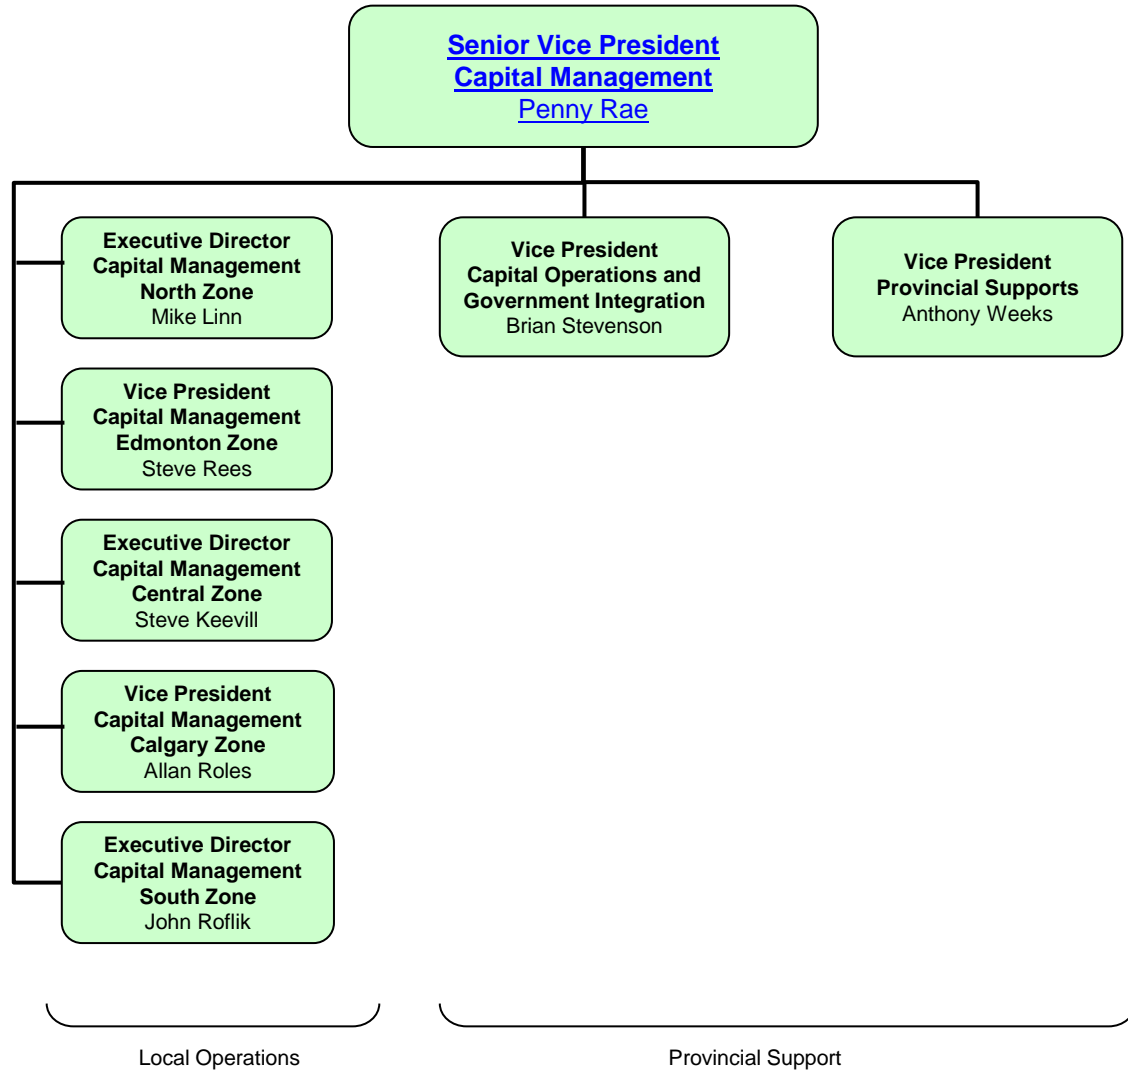 Senior Vice President
Capital Management
Penny Rae
Executive Director
Capital Management
North Zone
Mike Linn
Vice President
Capital Management
Edmonton Zone
Steve Rees
Executive Director
Capital Management
Central Zone
Steve Keevill
Vice President
Capital Management
Calgary Zone
Allan Roles
Executive Director
Capital Management
South Zone
John Roflik
Vice President
Capital Operations and
Government Integration
Brian Stevenson
Vice President
Provincial Supports
Anthony Weeks
Local Operations
Provincial Support